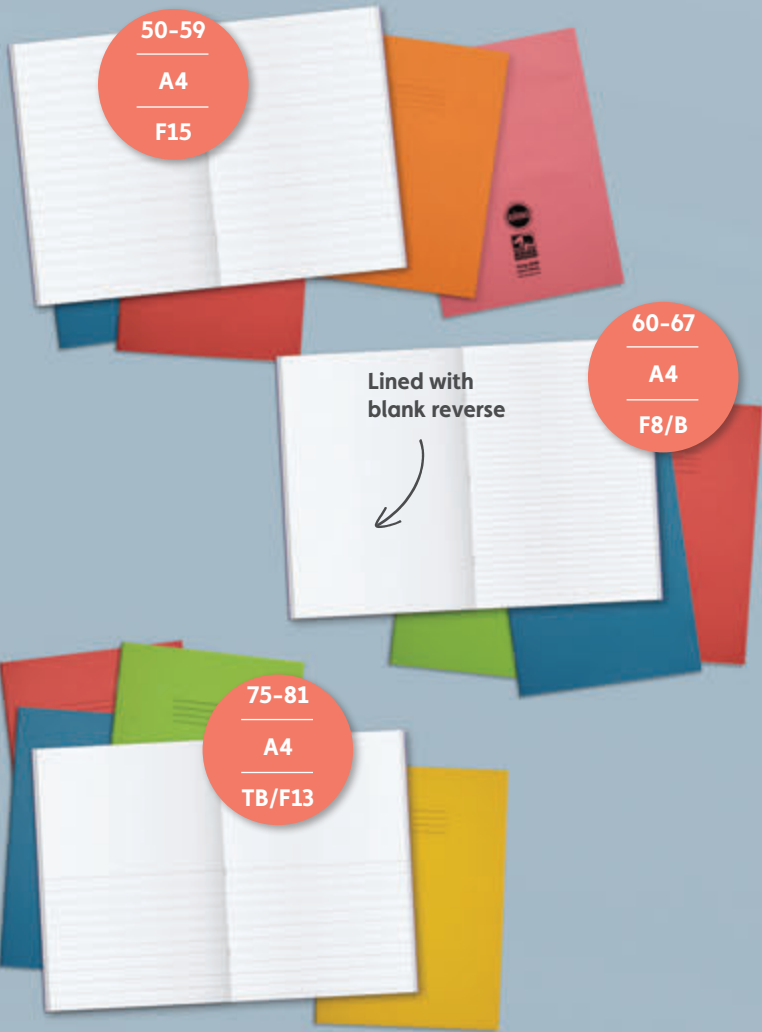 50-59
A4
F15
60-67
A4
F8/B
Lined with
blank reverse
75-81
A4
TB/F13